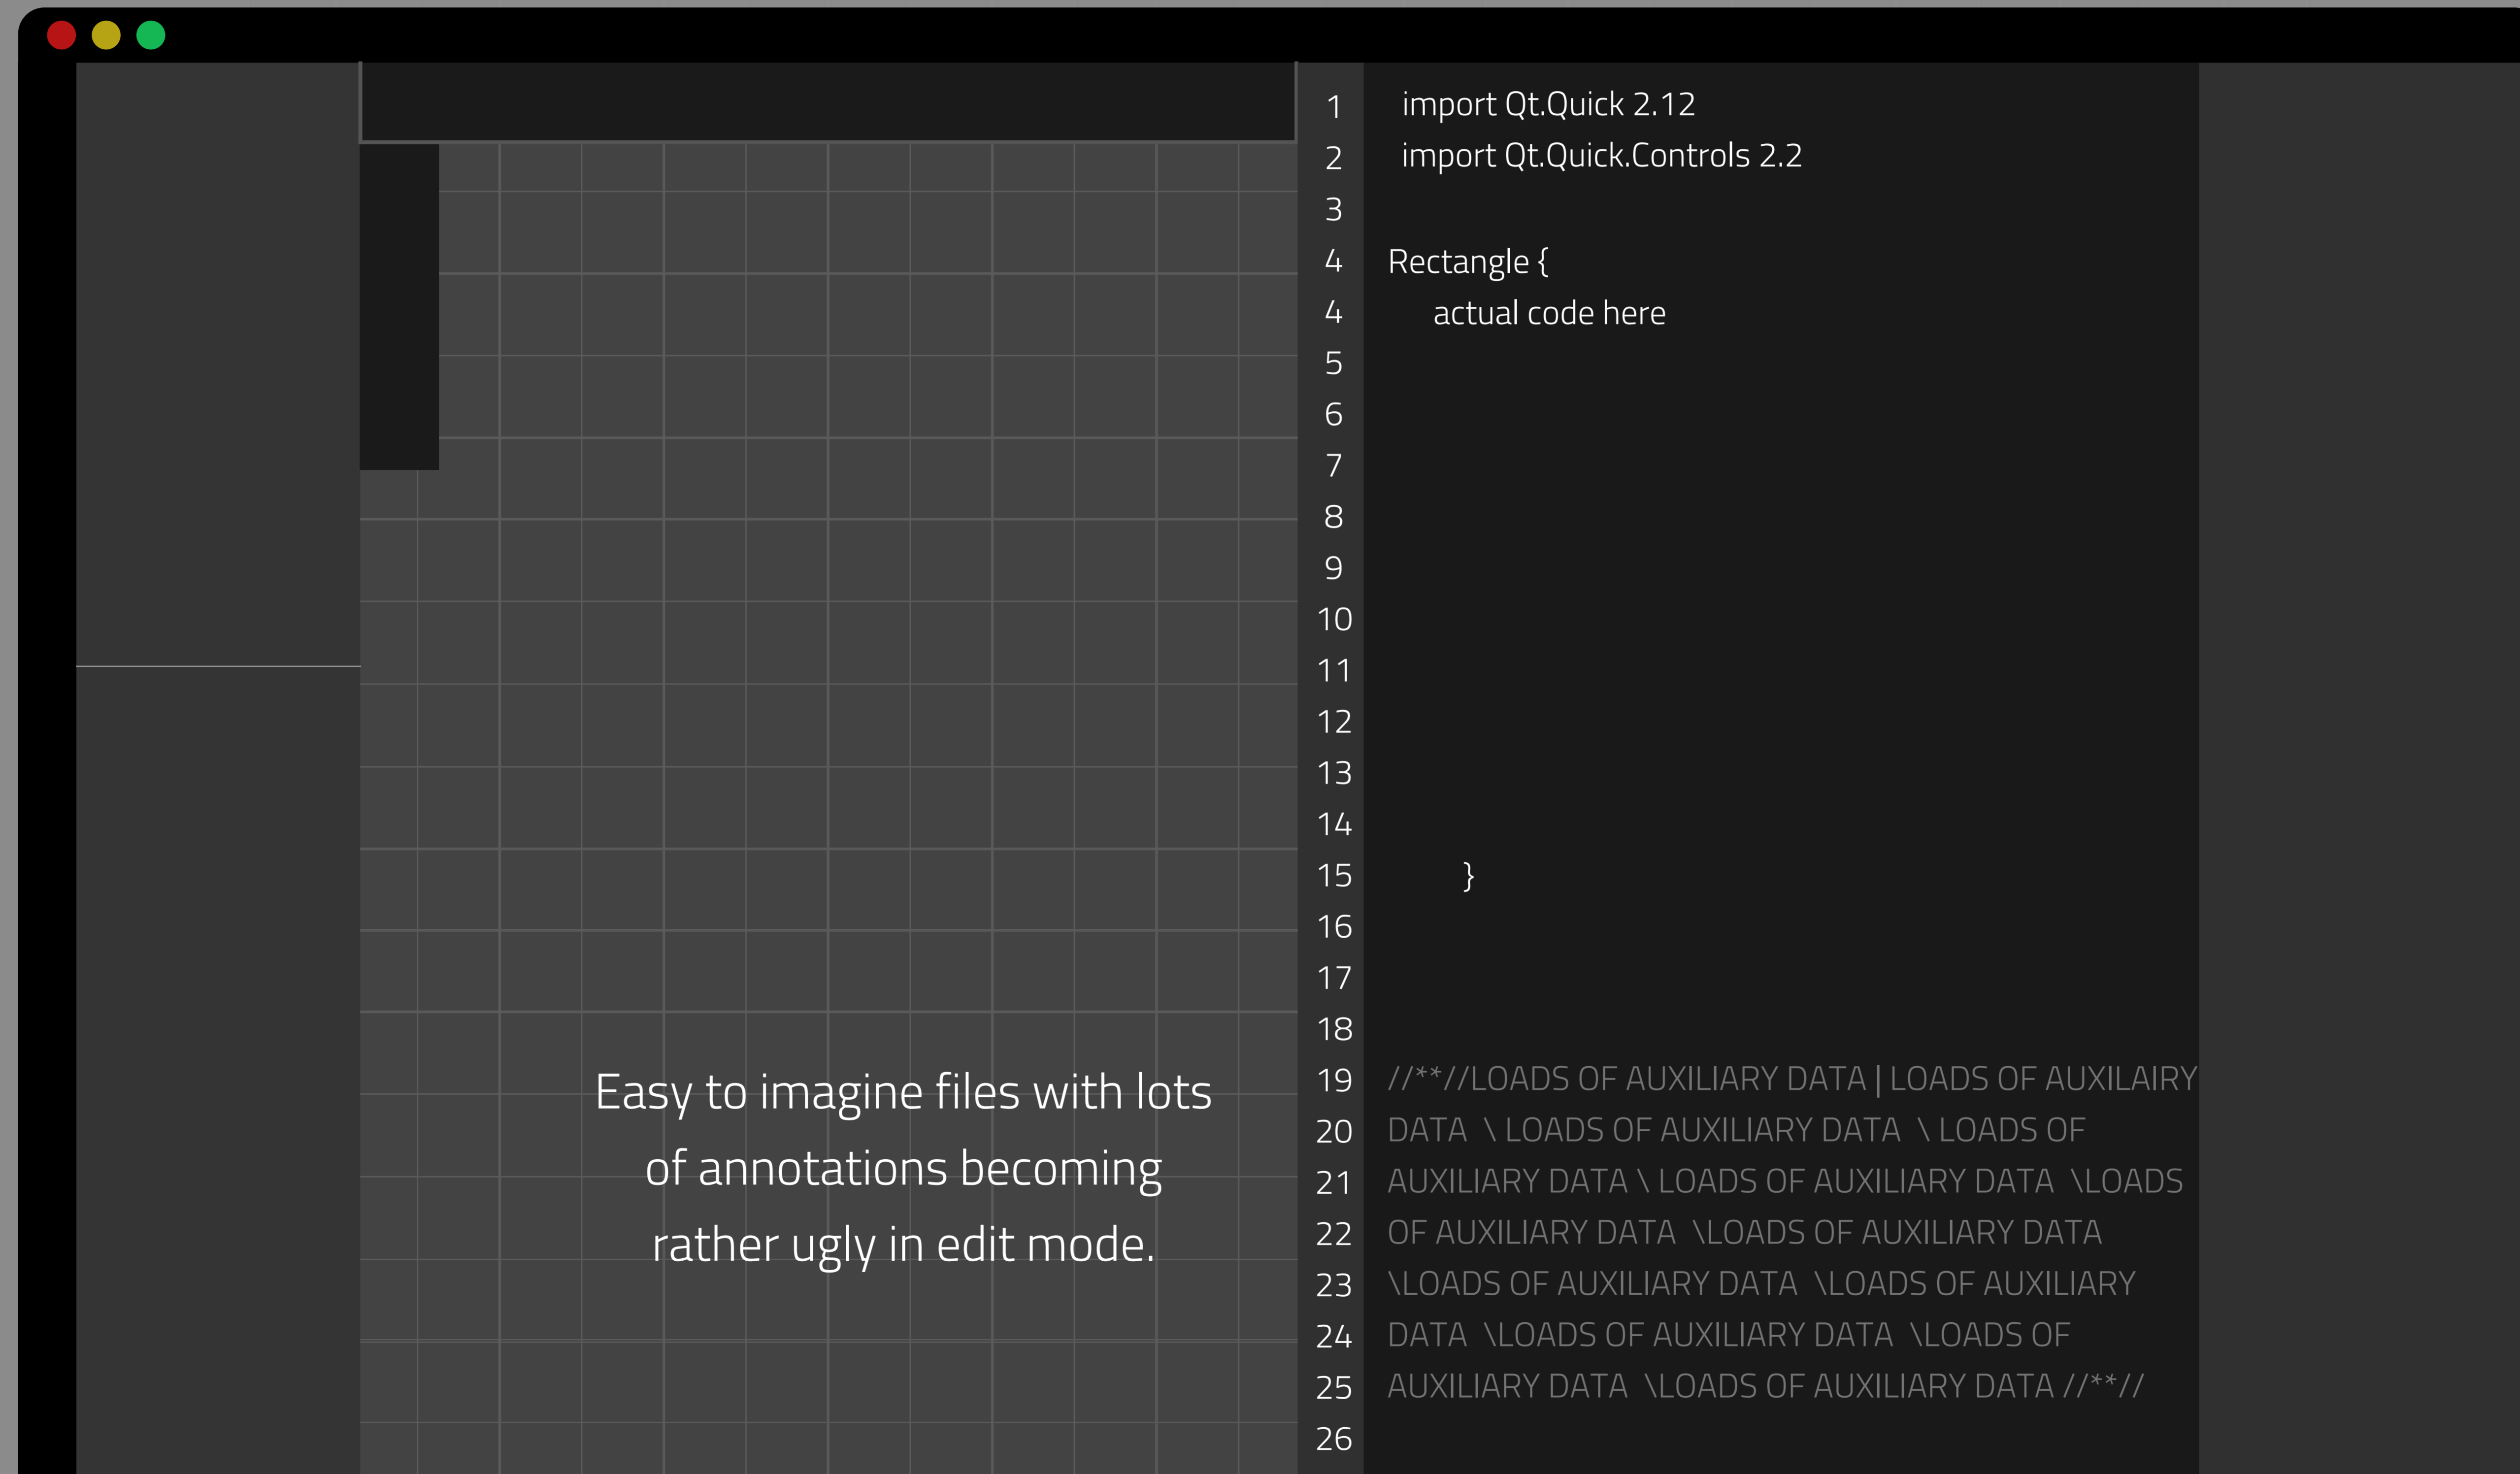 1 import Qt.Quick 2.12
2 import Qt.Quick.Controls 2.2
3
4 Rectangle {
4 actual code here
5
6
7
8
9
10
11
12
13
14
15 }
16
17
18
19 //**//LOADS OF AUXILIARY DATA | LOADS OF AUXILAIRY
20 DATA \ LOADS OF AUXILIARY DATA \ LOADS OF
21 AUXILIARY DATA \ LOADS OF AUXILIARY DATA \LOADS
22 OF AUXILIARY DATA \LOADS OF AUXILIARY DATA
23 \LOADS OF AUXILIARY DATA \LOADS OF AUXILIARY
24 DATA \LOADS OF AUXILIARY DATA \LOADS OF
25 AUXILIARY DATA \LOADS OF AUXILIARY DATA //**//
26
Easy to imagine files with lots
of annotations becoming
rather ugly in edit mode.